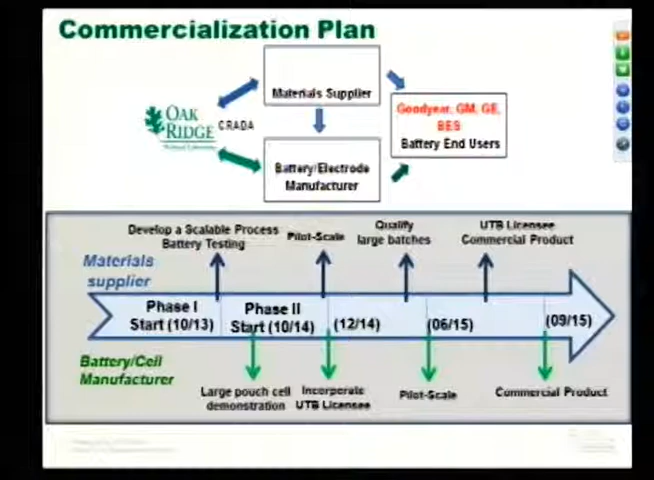 Commercialization Plan
Materials Supplier
OAK
RIDGE
National Laboratory
CRADA
Goodyear, GM, GE,
BES
Battery End Users
Battery/Electrode
Manufacturer
Develop a Scalable Process
Battery Testing
Pilot-Scale
Qualify
large batches
UTB Licensee
Commercial Product
Materials
supplier
Phase I
Start (10/13)
Phase II
Start (10/14)
(12/14)
(06/15)
(09/15)
Battery/Cell
Manufacturer
Large pouch cell
demonstration
Incorporate
UTB Licensee
Pilot-Scale
Commercial Product